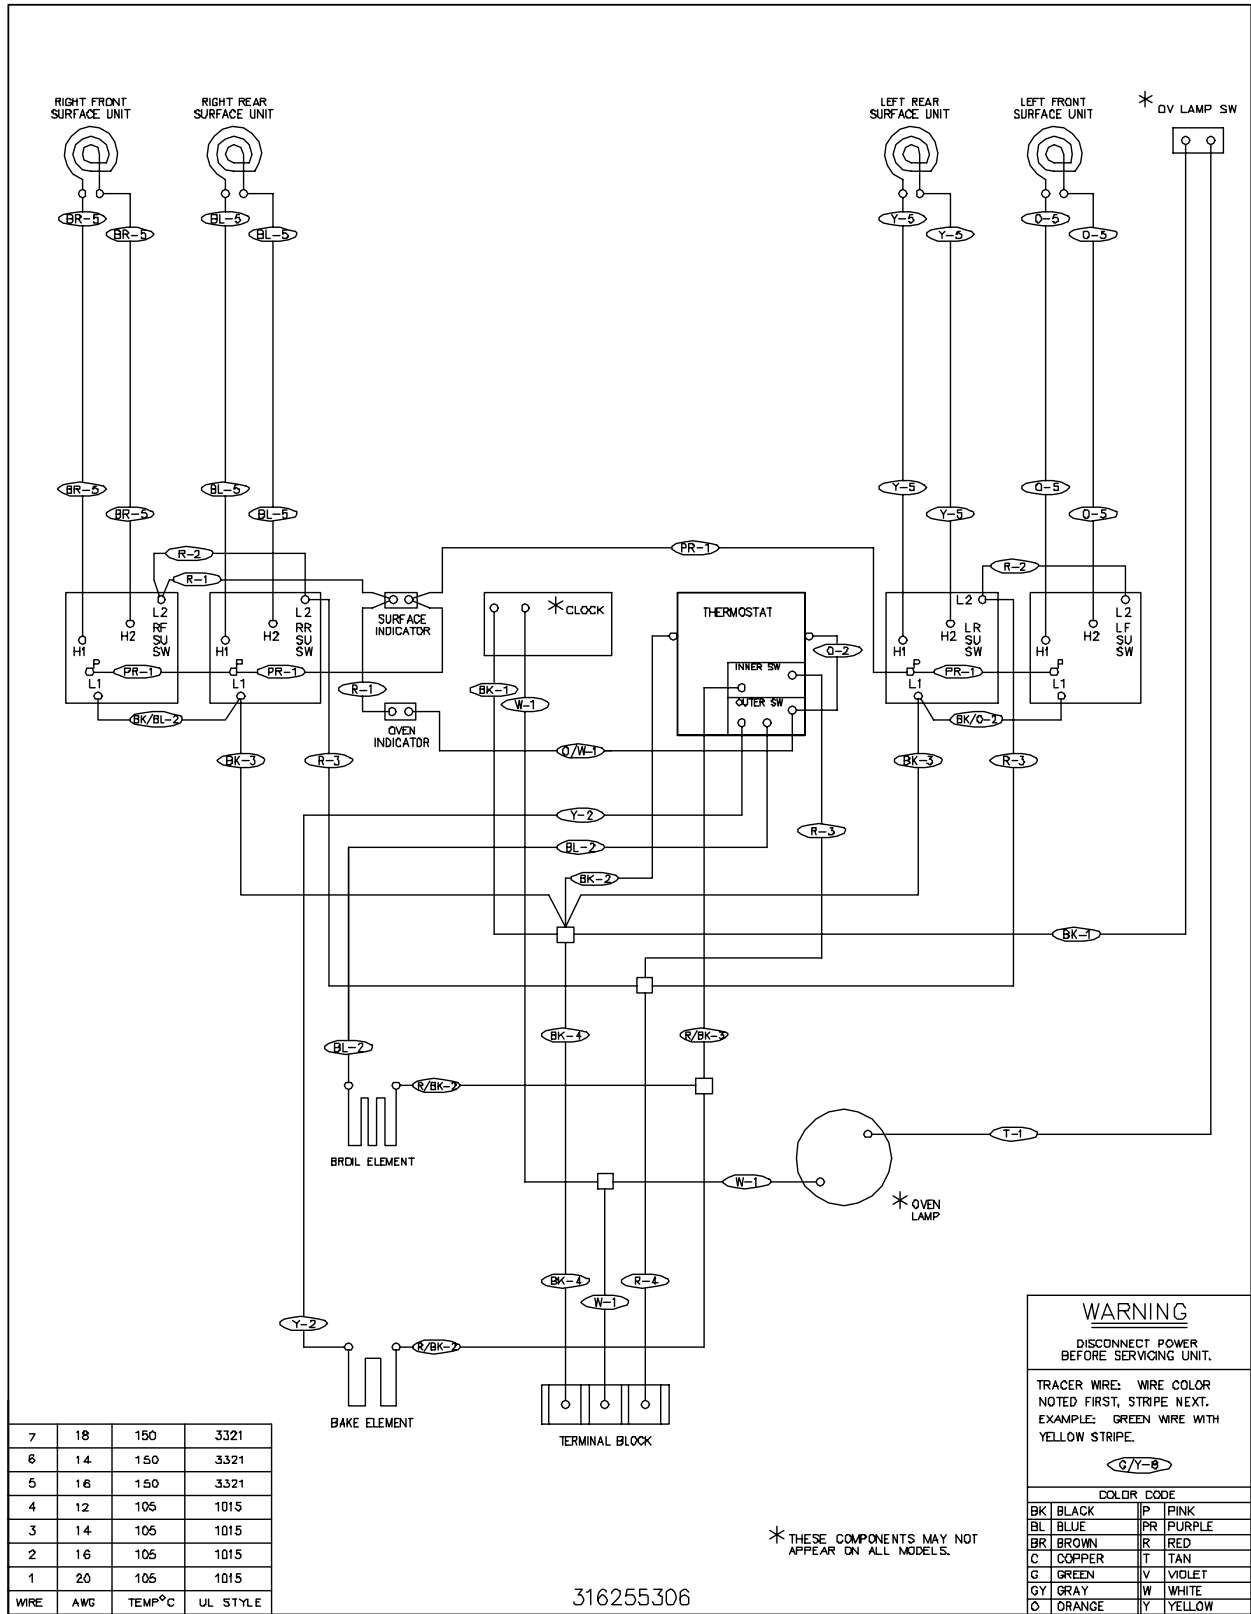 RIGHT FRONT
SURFACE UNIT
RIGHT REAR
SURFACE UNIT
LEFT REAR
SURFACE UNIT
LEFT FRONT
SURFACE UNIT
* OV LAMP SW
BR-5
BR-5
BL-5
BL-5
Y-5
Y-5
O-5
O-5
BR-5
BR-5
BL-5
BL-5
Y-5
Y-5
O-5
O-5
R-2
R-1
PR-1
R-2
L2
RF
SU
SW
H1
H2
P
L1
L2
RR
SU
SW
H1
H2
P
L1
PR-1
PR-1
SURFACE
INDICATOR
* CLOCK
THERMOSTAT
INNER SW
OUTER SW
O-2
L2
LR
SU
SW
H1
H2
P
L1
L2
LF
SU
SW
H1
H2
P
L1
PR-1
R-1
BK-1
W-1
BK/BL-2
OVEN
INDICATOR
BK/O-2
BK-3
R-3
O/W-1
BK-3
R-3
Y-2
R-3
BL-2
BK-2
BK-1
BK-4
R/BK-3
BL-2
R/BK-2
T-1
BROIL ELEMENT
W-1
* OVEN
LAMP
BK-4
R-4
W-1
Y-2
R/BK-2
BAKE ELEMENT
TERMINAL BLOCK
WARNING
DISCONNECT POWER
BEFORE SERVICING UNIT.
TRACER WIRE: WIRE COLOR
NOTED FIRST, STRIPE NEXT.
EXAMPLE: GREEN WIRE WITH
YELLOW STRIPE.
G/Y-8
COLOR CODE
BK BLACK P PINK
BL BLUE PR PURPLE
BR BROWN R RED
C COPPER T TAN
G GREEN V VIOLET
GY GRAY W WHITE
O ORANGE Y YELLOW
7 18 150 3321
6 14 150 3321
5 16 150 3321
4 12 105 1015
3 14 105 1015
2 16 105 1015
1 20 105 1015
WIRE AWG TEMP°C UL STYLE
* THESE COMPONENTS MAY NOT
APPEAR ON ALL MODELS.
316255306